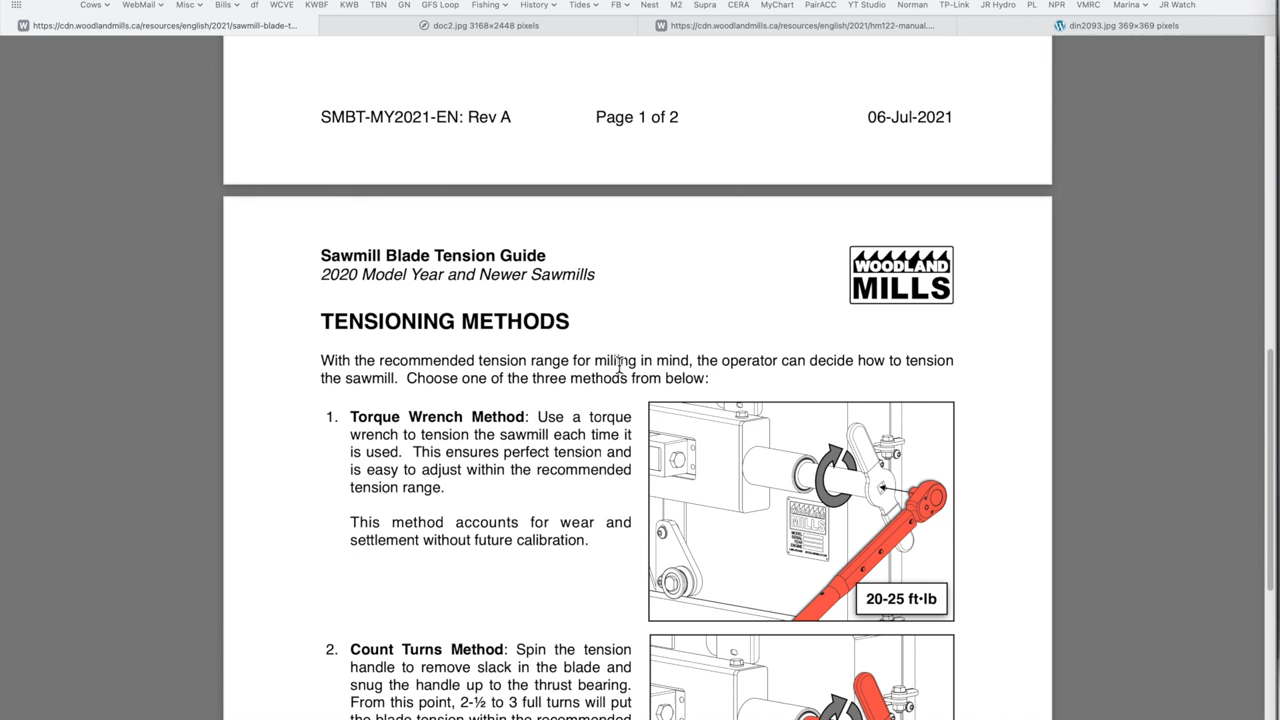 Cows WebMail Misc Bills df WCVE KWBF KWB TBN GN GFS Loop Fishing History Tides FB Nest M2 Supra CERA MyChart PairACC YT Studio Norman TP-Link JR Hydro PL NPR VMRC Marina JR Watch
https://cdn.woodlandmills.ca/resources/english/2021/sawmill-blade-t... doc2.jpg 3168×2448 pixels https://cdn.woodlandmills.ca/resources/english/2021/hm122-manual.... din2093.jpg 369×369 pixels
SMBT-MY2021-EN: Rev A Page 1 of 2 06-Jul-2021
Sawmill Blade Tension Guide
2020 Model Year and Newer Sawmills
WOODLAND
MILLS
TENSIONING METHODS
With the recommended tension range for milling in mind, the operator can decide how to tension
the sawmill. Choose one of the three methods from below:
1. Torque Wrench Method: Use a torque
wrench to tension the sawmill each time it
is used. This ensures perfect tension and
is easy to adjust within the recommended
tension range.
This method accounts for wear and
settlement without future calibration.
MILLS
20-25 ft•lb
2. Count Turns Method: Spin the tension
handle to remove slack in the blade and
snug the handle up to the thrust bearing.
From this point, 2-½ to 3 full turns will put
the blade tension within the recommended